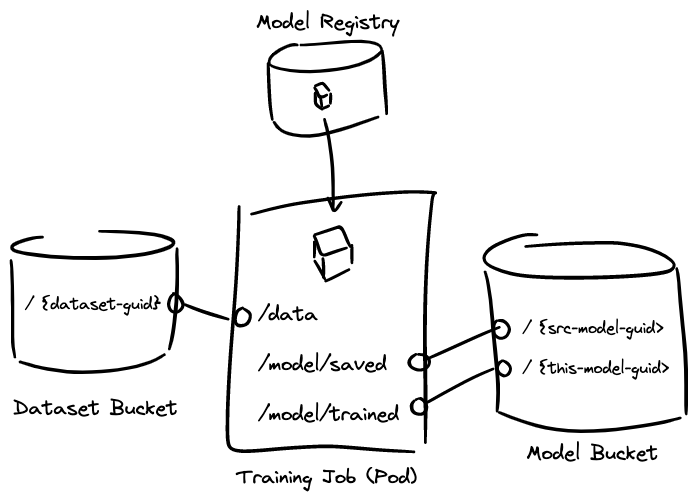 Model Registry
/ {dataset-guid}
/data
/model/saved
/model/trained
/ {src-model-guid>
/ {this-model-guid>
Dataset Bucket
Training Job (Pod)
Model Bucket